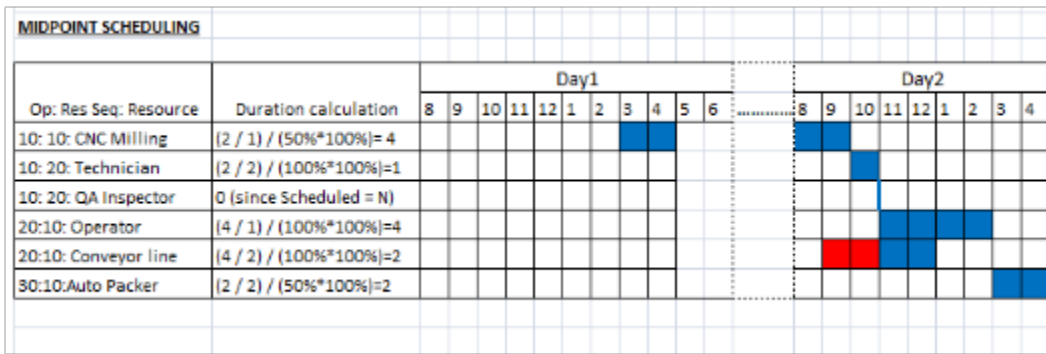 MIDPOINT SCHEDULING
Day1 Day2
Op: Res Seq: Resource Duration calculation 8 9 10 11 12 1 2 3 4 5 6 ............. 8 9 10 11 12 1 2 3 4
10: 10: CNC Milling (2 / 1) / (50%*100%)= 4
10: 20: Technician (2 / 2) / (100%*100%)=1
10: 20: QA Inspector 0 (since Scheduled = N)
20:10: Operator (4 / 1) / (100%*100%)=4
20:10: Conveyor line (4 / 2) / (100%*100%)=2
30:10:Auto Packer (2 / 2) / (50%*100%)=2